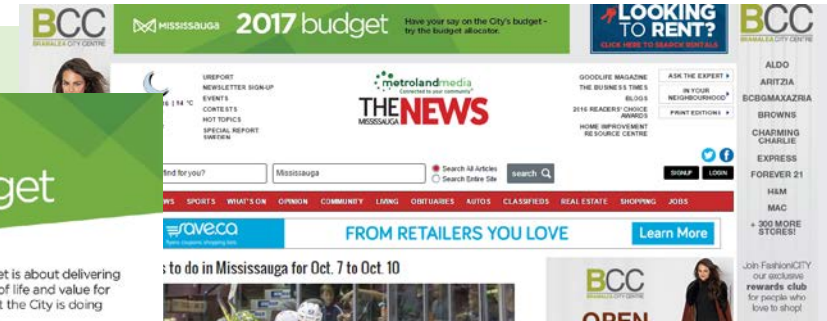 BCC
BRAMALEA CITY CENTRE
MISSISSAUGA
2017 budget
Have your say on the City's budget -
try the budget allocator.
LOOKING
TO RENT?
CLICK HERE TO SEARCH RENTALS
BCC
BRAMALEA CITY CENTRE
14 °C
UREPORT
NEWSLETTER SIGN-UP
EVENTS
CONTESTS
HOT TOPICS
SPECIAL REPORT
SWEDEN
metrolandmedia
Connected to your community
THE NEWS
MISSISSAUGA
GOODLIFE MAGAZINE
THE BUSINESS TIMES
BLOGS
2016 READERS' CHOICE
AWARDS
HOME IMPROVEMENT
RESOURCE CENTRE
ASK THE EXPERT
IN YOUR
NEIGHBOURHOOD
PRINT EDITIONS
SIGNUP
LOGIN
find for you?
Mississauga
Search All Articles
Search Entire Site
search
WS SPORTS WHAT'S ON OPINION COMMUNITY LIVING OBITUARIES AUTOS CLASSIFIEDS REAL ESTATE SHOPPING JOBS
save.ca
flyers coupons shopping lists
FROM RETAILERS YOU LOVE
Learn More
s to do in Mississauga for Oct. 7 to Oct. 10
BCC
BRAMALEA CITY CENTRE
OPEN
get
et is about delivering
of life and value for
t the City is doing
ALDO
ARITZIA
BCBGMAXAZRIA
BROWNS
CHARMING
CHARLIE
EXPRESS
FOREVER 21
H&M
MAC
+ 300 MORE
STORES!
Join FashionCITY
our exclusive
rewards club
for people who
love to shop!